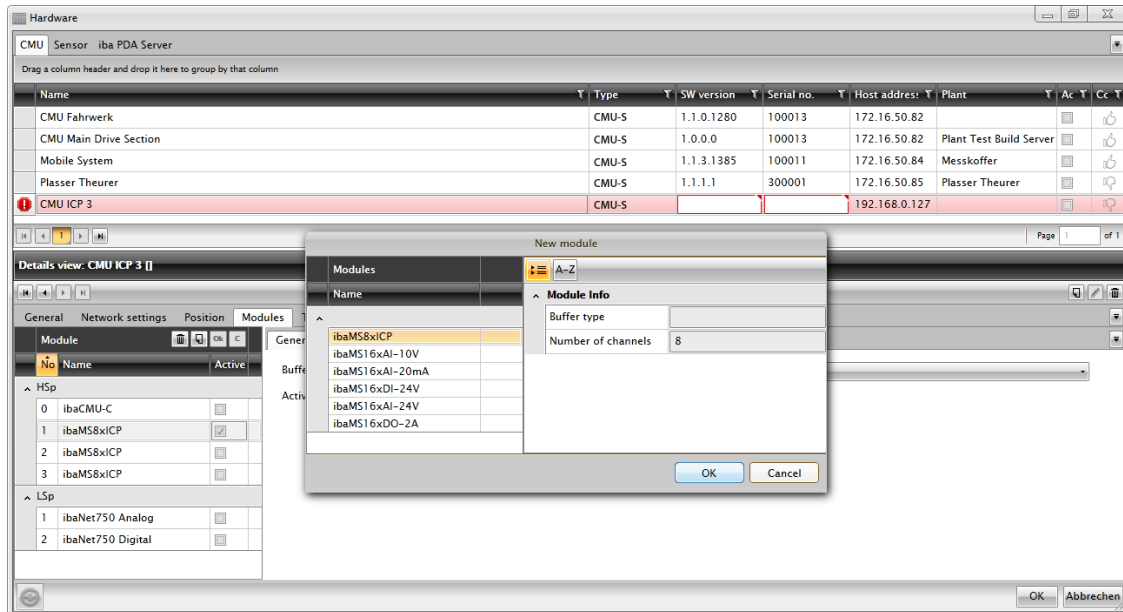 Hardware
CMU Sensor iba PDA Server
Drag a column header and drop it here to group by that column
Name Type SW version Serial no. Host addres: Plant Ac Cc
CMU Fahrwerk CMU-S 1.1.0.1280 100013 172.16.50.82
CMU Main Drive Section CMU-S 1.0.0.0 100013 172.16.50.82 Plant Test Build Server
Mobile System CMU-S 1.1.3.1385 100011 172.16.50.84 Messkoffer
Plasser Theurer CMU-S 1.1.1.1 300001 172.16.50.85 Plasser Theurer
CMU ICP 3 CMU-S 192.168.0.127
1 Page 1 of 1
Details view: CMU ICP 3 []
General Network settings Position Modules
Module Ok C
No Name Active
HSp
0 ibaCMU-C
1 ibaMS8xICP
2 ibaMS8xICP
3 ibaMS8xICP
LSp
1 ibaNet750 Analog
2 ibaNet750 Digital
Gener
Buffe
Activ
New module
Modules
Name
ibaMS8xICP
ibaMS16xAI-10V
ibaMS16xAI-20mA
ibaMS16xDI-24V
ibaMS16xAI-24V
ibaMS16xDO-2A
A-Z
Module Info
Buffer type
Number of channels 8
OK Cancel
OK Abbrechen